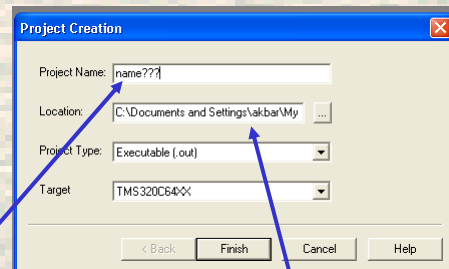 Project Creation
Project Name: name???
Location: C:\Documents and Settings\akbar\My ...
Project Type: Executable (.out)
Target TMS320C64XX
< Back Finish Cancel Help